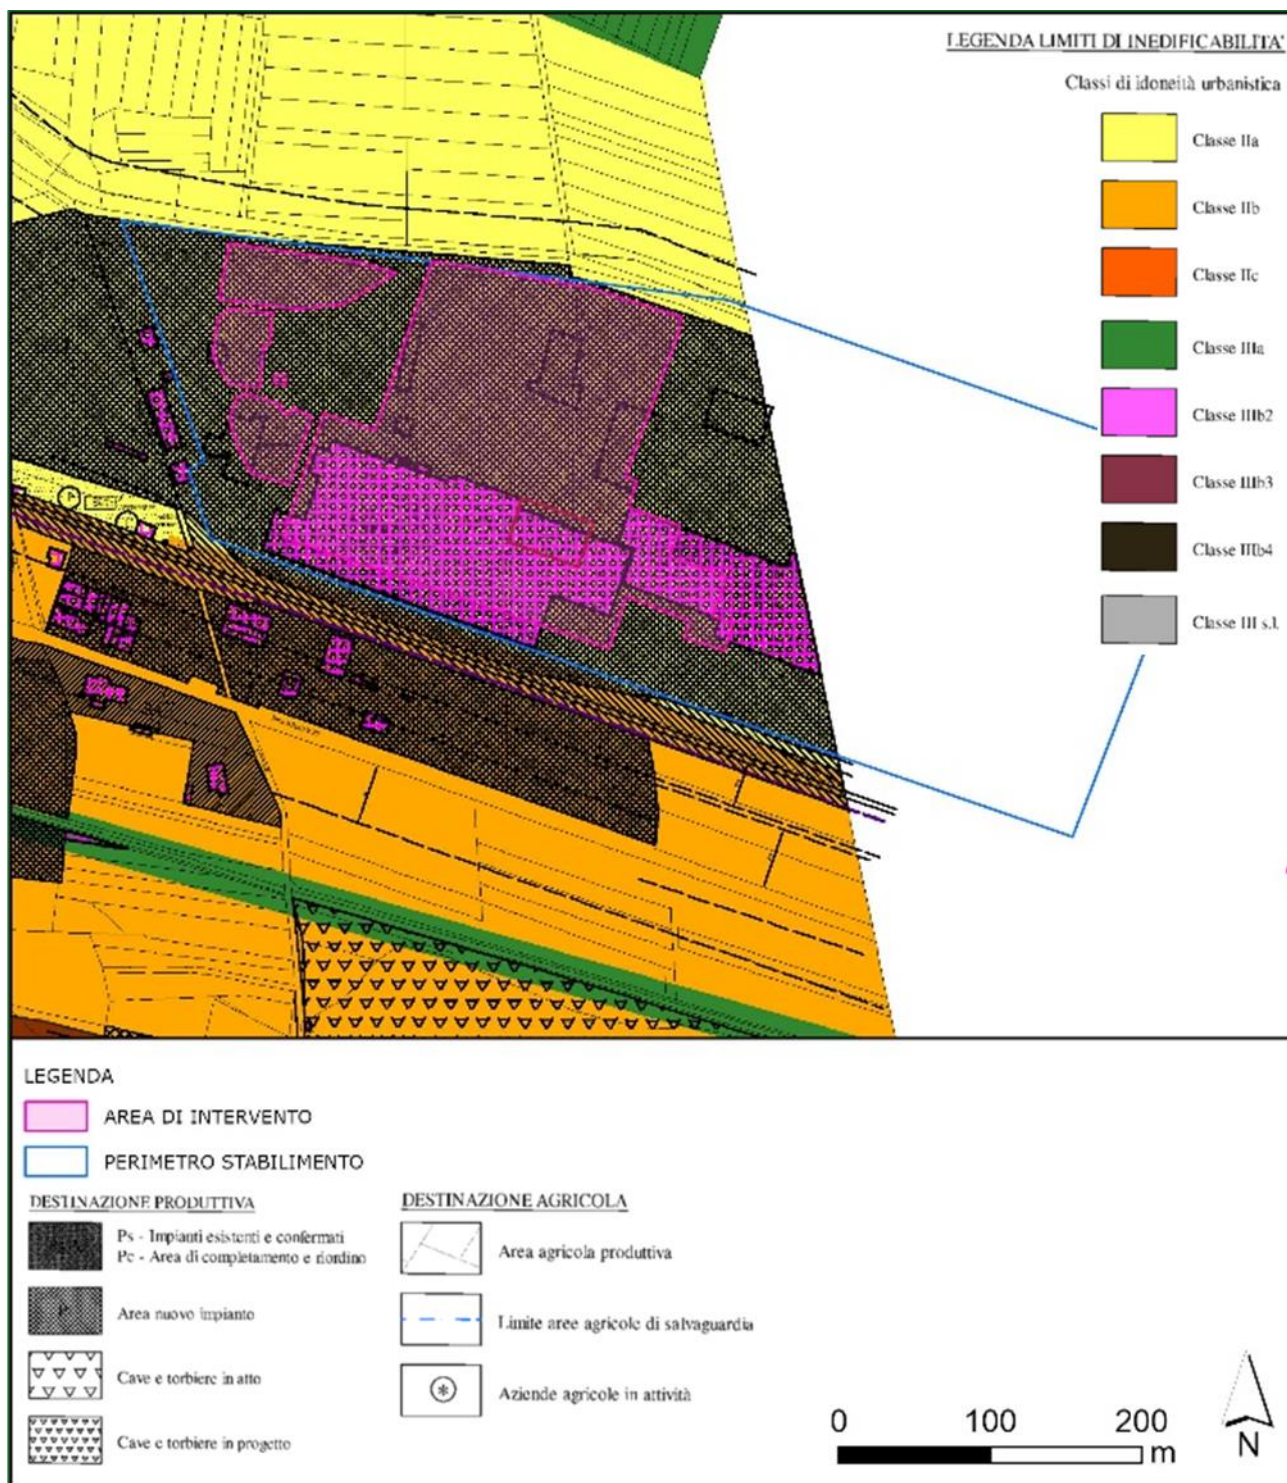 LEGENDA LIMITI DI INEDIFICABILITA'
Classi di idoneità urbanistica
Classe IIa
Classe IIb
Classe IIc
Classe IIIa
Classe IIIb2
Classe IIIb3
Classe IIIb4
Classe III s.l.
LEGENDA
AREA DI INTERVENTO
PERIMETRO STABILIMENTO
DESTINAZIONE PRODUTTIVA
Ps - Impianti esistenti e confermati
Pc - Area di completamento e riordino
Area nuovo impianto
Cave e torbiere in atto
Cave e torbiere in progetto
DESTINAZIONE AGRICOLA
Area agricola produttiva
Limite aree agricole di salvaguardia
Aziende agricole in attività
0 100 200
m
N